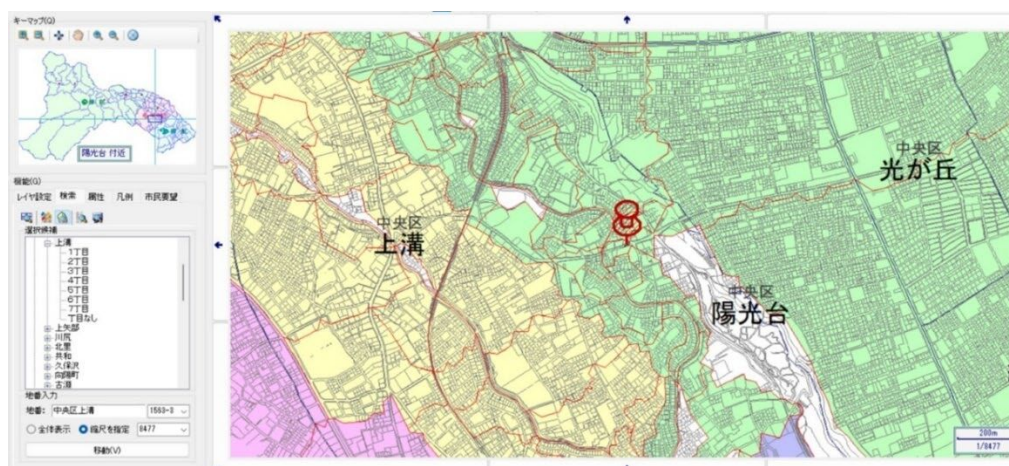 キーマップ(Q)
陽光台 付近
機能(G)
レイヤ設定 検索 属性 凡例 市民要望
選択候補
上溝
1丁目
2丁目
3丁目
4丁目
5丁目
6丁目
7丁目
丁目なし
上矢部
川尻
北里
共和
久保沢
向陽町
古淵
地番入力
地番: 中央区上溝 1563-3
全体表示 縮尺を指定 8477
移動(V)
中央区
光が丘
中央区
上溝
中央区
陽光台
200m
1/8477